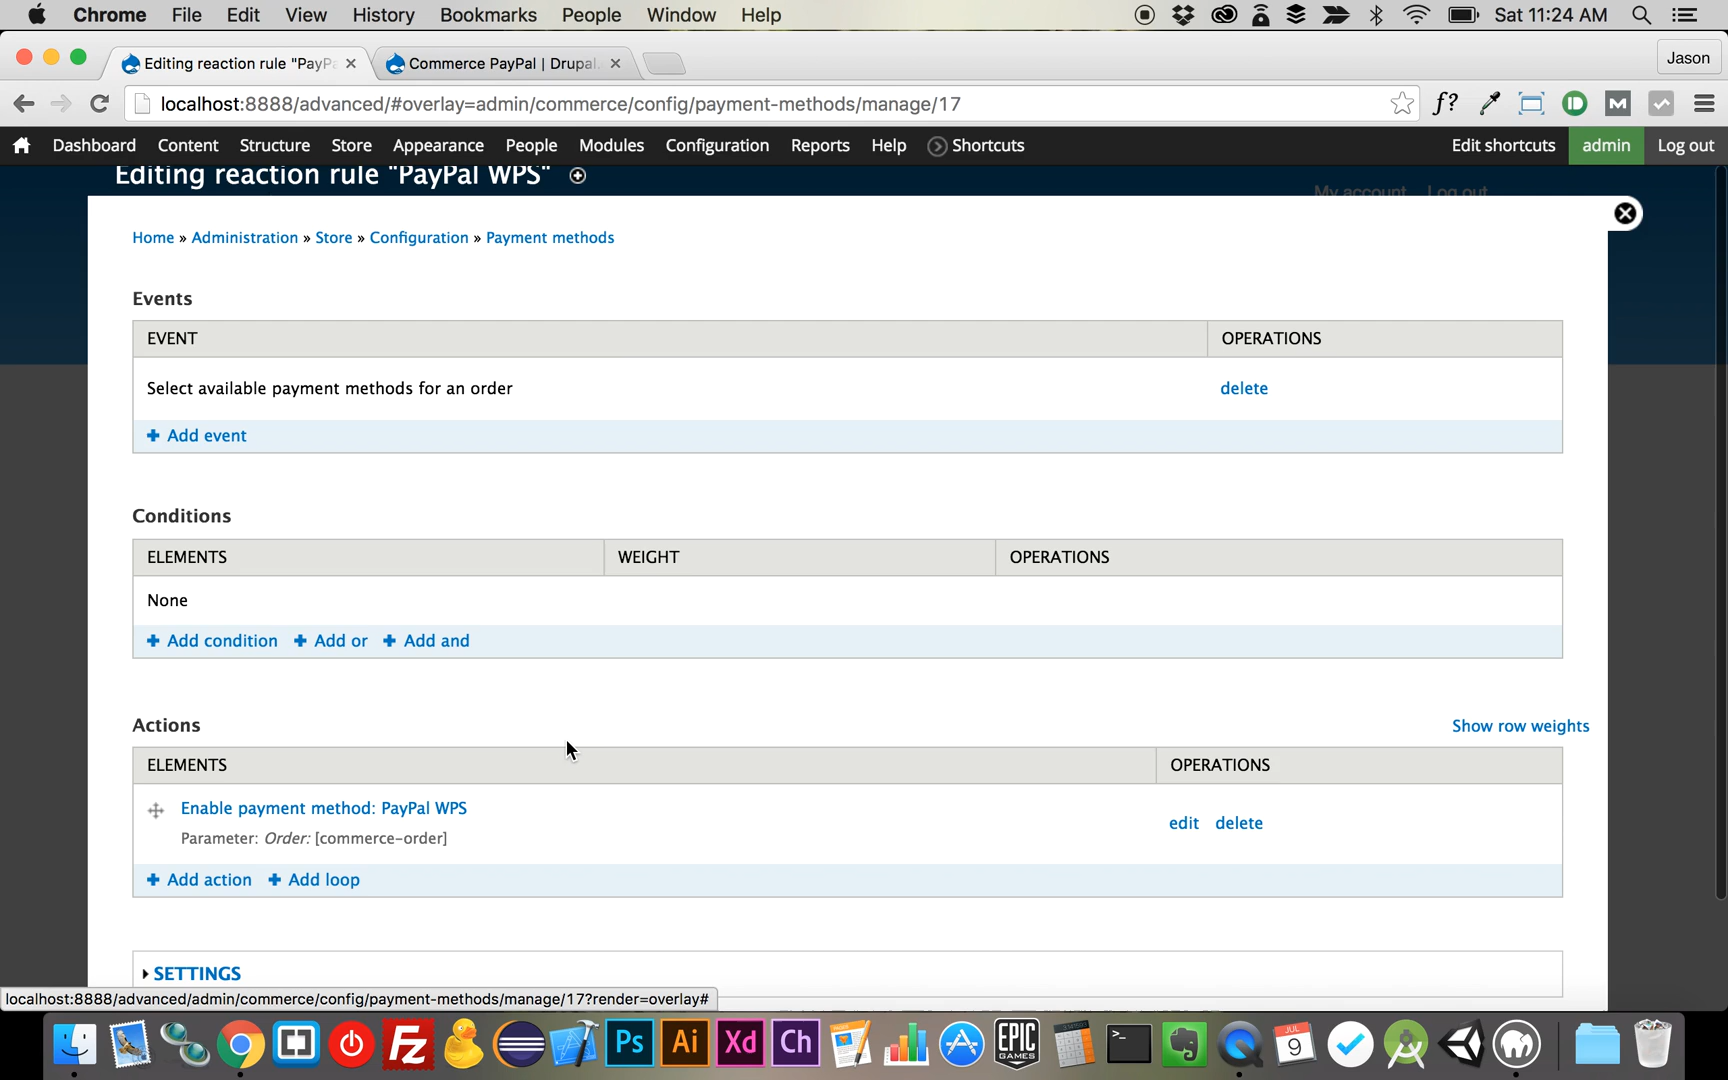 Chrome File Edit View History Bookmarks People Window Help Sat 11:24 AM
Editing reaction rule "PayP Commerce PayPal | Drupal. Jason
localhost:8888/advanced/#overlay=admin/commerce/config/payment-methods/manage/17 f?
Dashboard Content Structure Store Appearance People Modules Configuration Reports Help Shortcuts Edit shortcuts admin Log out
Editing reaction rule "PayPal WPS"
My account Log out
Home » Administration » Store » Configuration » Payment methods
Events
EVENT OPERATIONS
Select available payment methods for an order delete
+ Add event
Conditions
ELEMENTS WEIGHT OPERATIONS
None
+ Add condition + Add or + Add and
Actions Show row weights
ELEMENTS OPERATIONS
Enable payment method: PayPal WPS
edit delete
Parameter: Order: [commerce-order]
+ Add action + Add loop
SETTINGS
localhost:8888/advanced/admin/commerce/config/payment-methods/manage/17?render=overlay#
Fz Ps Ai Xd Ch EPIC GAMES JUL 9